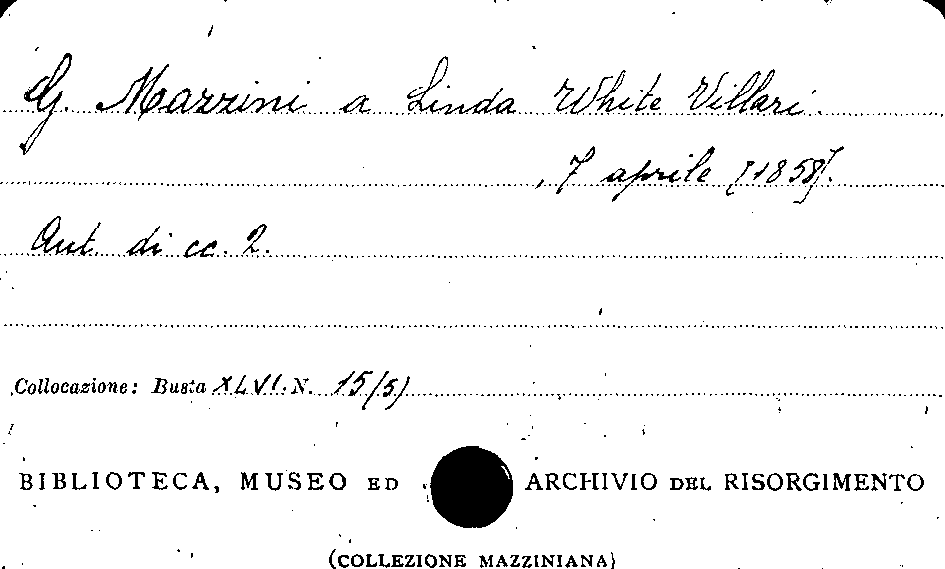 G. Mazzini a Linda White Villari.
, 7 aprile [1858].
Aut. di cc. 2.
Collocazione: Busta XLVI. N. 15(5)
BIBLIOTECA, MUSEO ED ARCHIVIO DEL RISORGIMENTO
(COLLEZIONE MAZZINIANA)